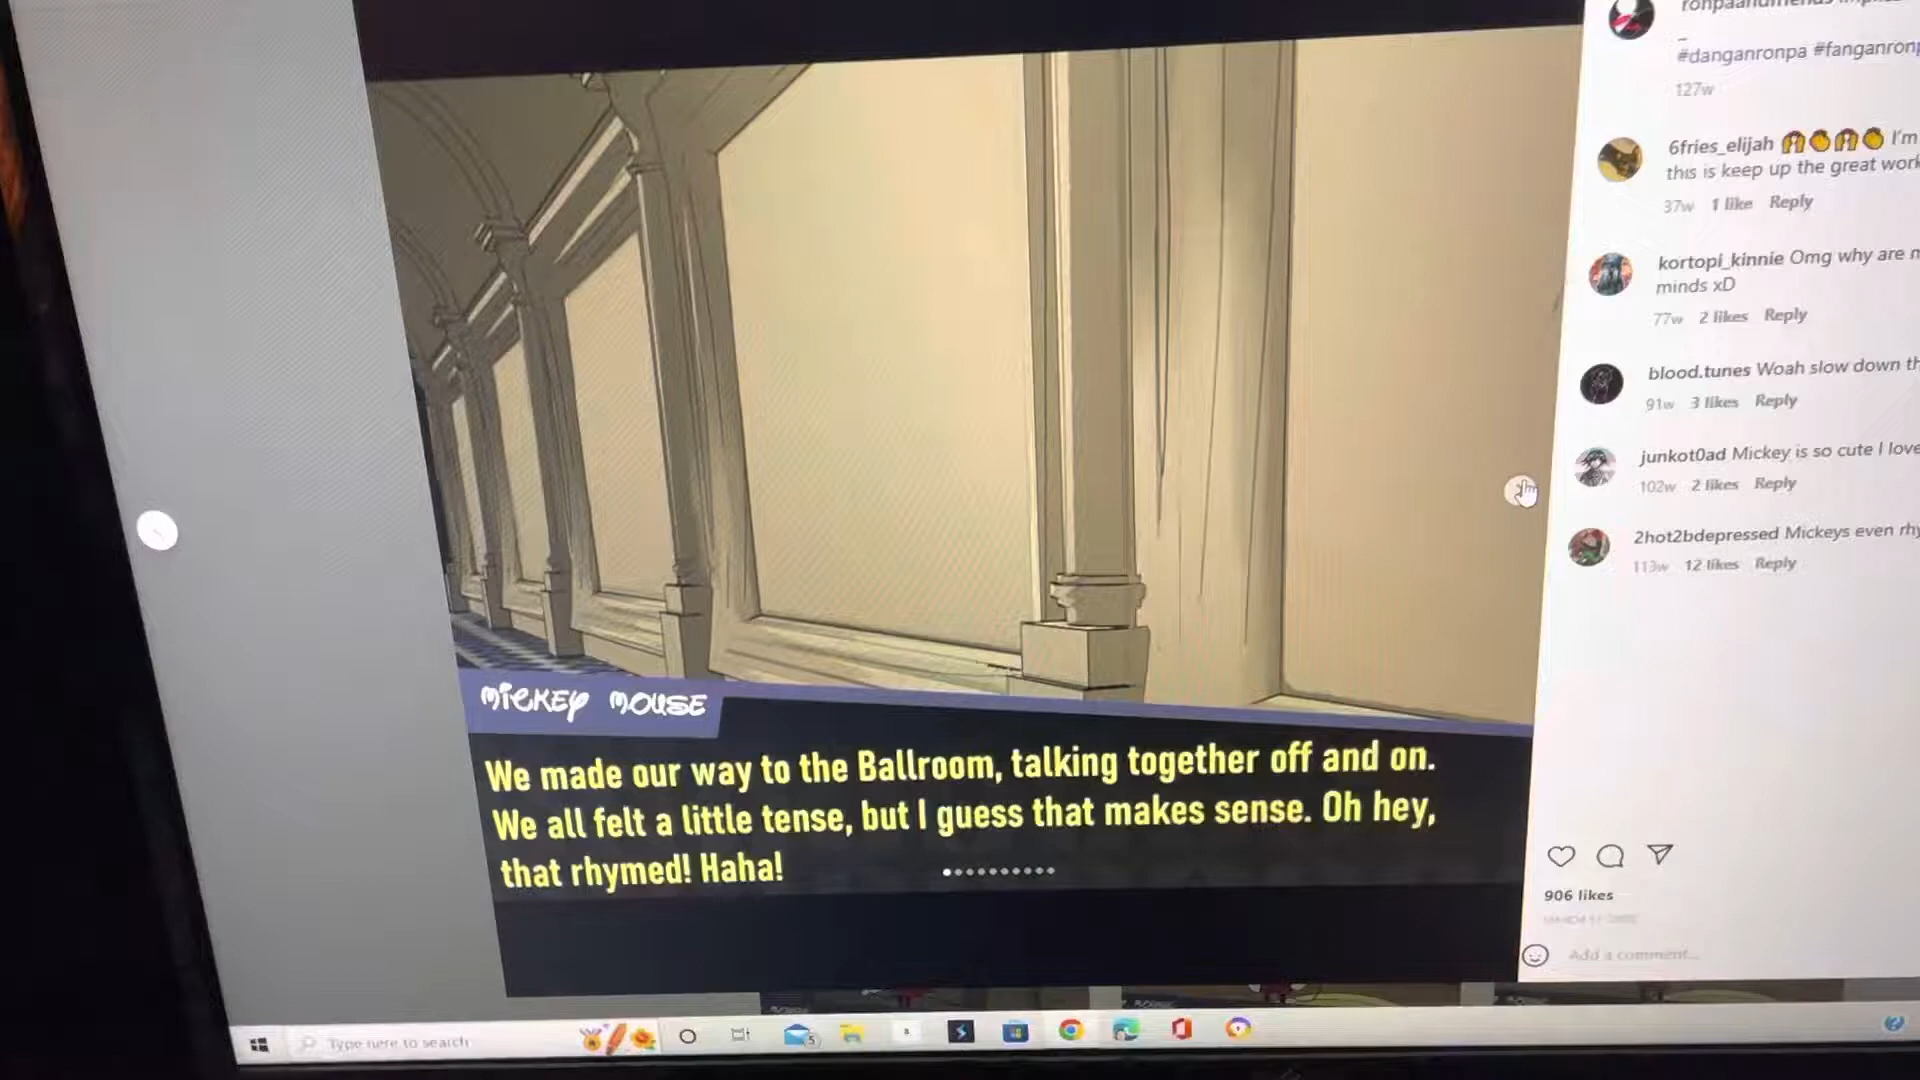 MICKEY MOUSE
We made our way to the Ballroom, talking together off and on.
We all felt a little tense, but I guess that makes sense. Oh hey,
that rhymed! Haha!
#danganronpa
127w
6fries_elijah 🙌👏🙌👏 I'm
this is keep up the great work
37w 1 like Reply
kortopi_kinnie Omg why are
minds xD
77w 2 likes Reply
blood.tunes Woah slow down
91w 3 likes Reply
junkot0ad Mickey is so cute I love
102w 2 likes Reply
2hot2bdepressed Mickeys even
113w 12 likes Reply
906 likes
Add a comment...
Type here to search
5